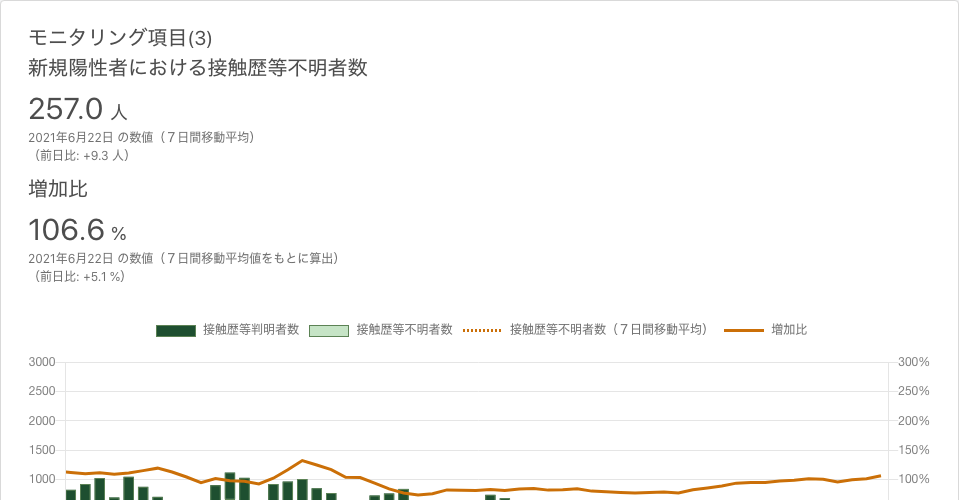 モニタリング項目(3)
新規陽性者における接触歴等不明者数
257.0 人
2021年6月22日 の数値（７日間移動平均）
（前日比: +9.3 人）
増加比
106.6 %
2021年6月22日 の数値（７日間移動平均値をもとに算出）
（前日比: +5.1 %）
接触歴等判明者数 接触歴等不明者数 接触歴等不明者数（７日間移動平均） 増加比
3000 300%
2500 250%
2000 200%
1500 150%
1000 100%